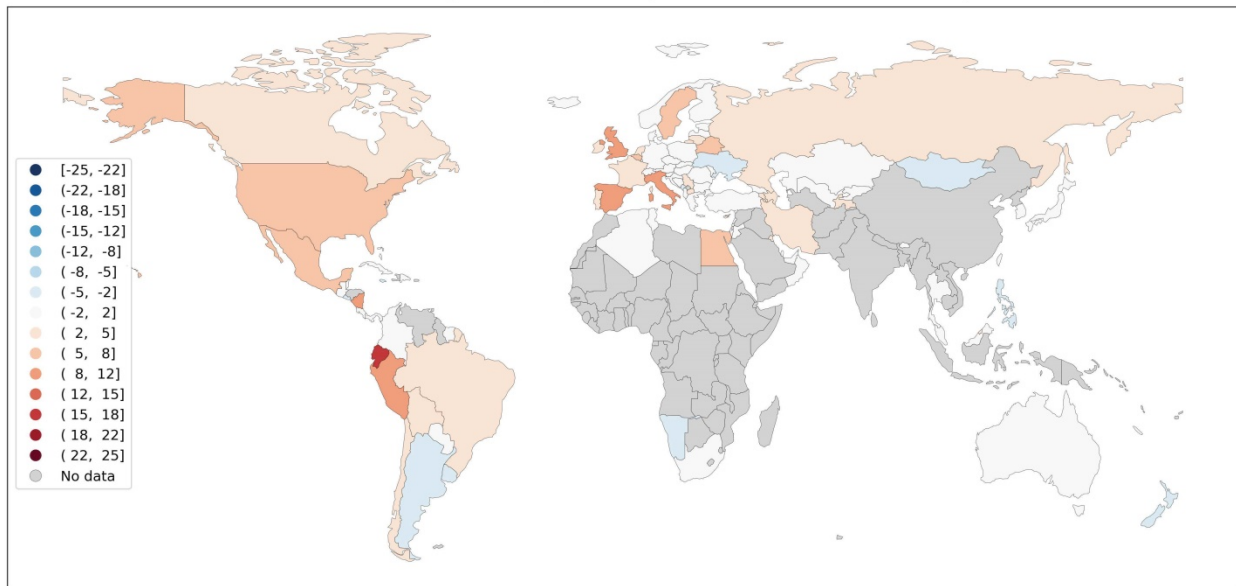 [-25, -22]
(-22, -18]
(-18, -15]
(-15, -12]
(-12, -8]
( -8, -5]
( -5, -2]
( -2, 2]
( 2, 5]
( 5, 8]
( 8, 12]
( 12, 15]
( 15, 18]
( 18, 22]
( 22, 25]
No data